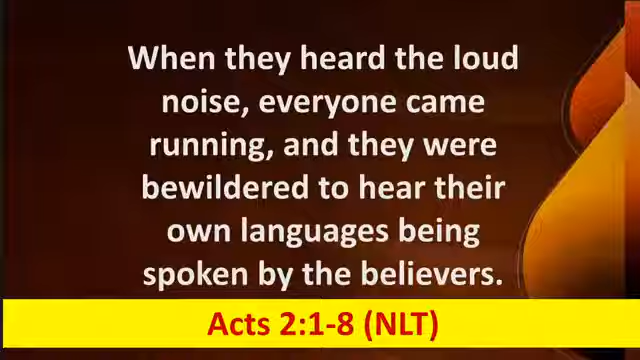 When they heard the loud
noise, everyone came
running, and they were
bewildered to hear their
own languages being
spoken by the believers.
Acts 2:1-8 (NLT)